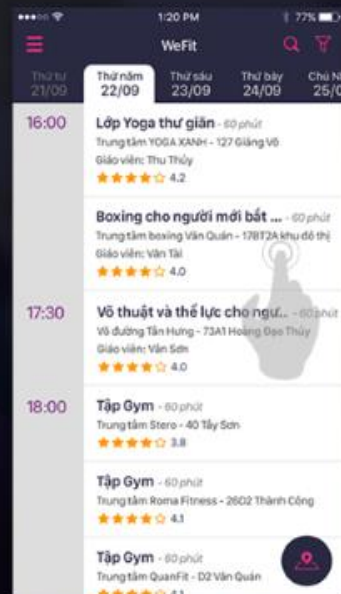 1:20 PM
77%
WeFit
Thứ tư
21/09
Thứ năm
22/09
Thứ sáu
23/09
Thứ bảy
24/09
Chủ
25/0
16:00
Lớp Yoga thư giãn - 60 phút
Trung tâm YOGA XANH - 127 Giảng Võ
Giáo viên: Thu Thủy
4.2
Boxing cho người mới bắt ... - 60 phút
Trung tâm boxing Văn Quán - 17BT2A khu đô thị
Giáo viên: Văn Tài
4.0
17:30
Võ thuật và thể lực cho ngư... - 60 phút
Võ đường Tân Hưng - 73A1 Hoàng Đạo Thúy
Giáo viên: Văn Sơn
4.0
18:00
Tập Gym - 60 phút
Trung tâm Stero - 40 Tây Sơn
3.8
Tập Gym - 60 phút
Trung tâm Roma Fitness - 26D2 Thành Công
4.1
Tập Gym - 60 phút
Trung tâm QuanFit - D2 Văn Quán
4.1